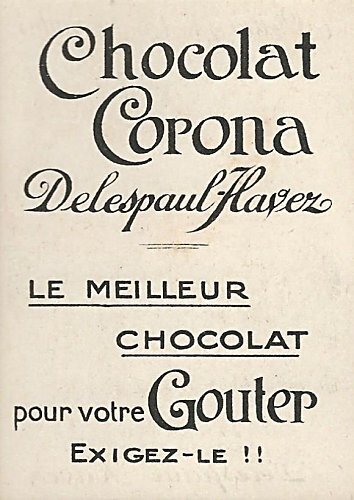 Chocolat
Corona
Delespaul-Havez
LE MEILLEUR
CHOCOLAT
pour votre Gouter
EXIGEZ-LE !!